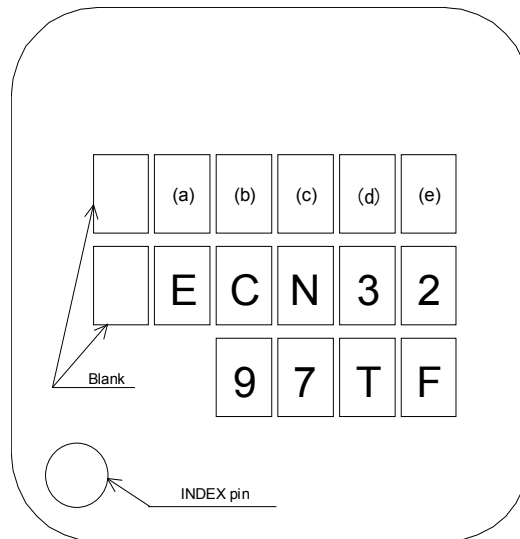 (a) (b) (c) (d) (e)
E C N 3 2
9 7 T F
Blank
INDEX pin